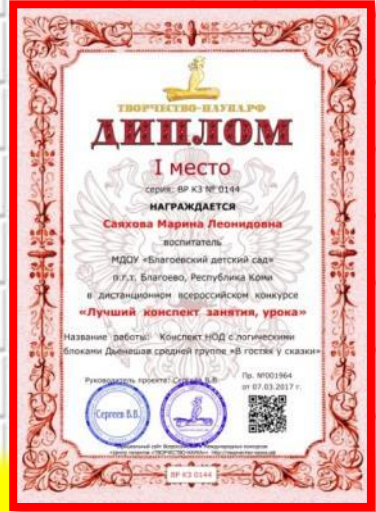 ТВОРЧЕСТВО-НАУКА.РФ
ДИПЛОМ
I место
серия: ВР КЗ № 0144
НАГРАЖДАЕТСЯ
Саяхова Марина Леонидовна
воспитатель
МДОУ «Благоевский детский сад»
п.г.т. Благоево, Республика Коми
в дистанционном всероссийском конкурсе
«Лучший конспект занятия, урока»
Название работы: Конспект НОД с логическими
блоками Дьенеша в средней группе «В гостях у сказки»
Руководитель проекта: Сергеев В.В.
Пр. №001964
от 07.03.2017 г.
Сергеев В.В.
ВР КЗ 0144